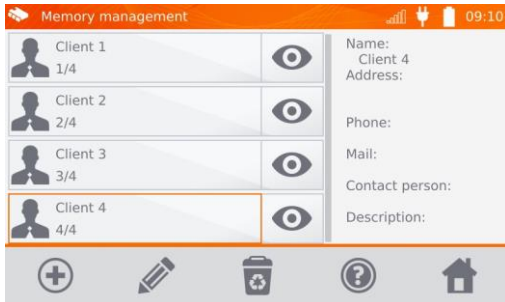 Memory management
09:10
Client 1
1/4
Client 2
2/4
Client 3
3/4
Client 4
4/4
Name:
Client 4
Address:
Phone:
Mail:
Contact person:
Description: